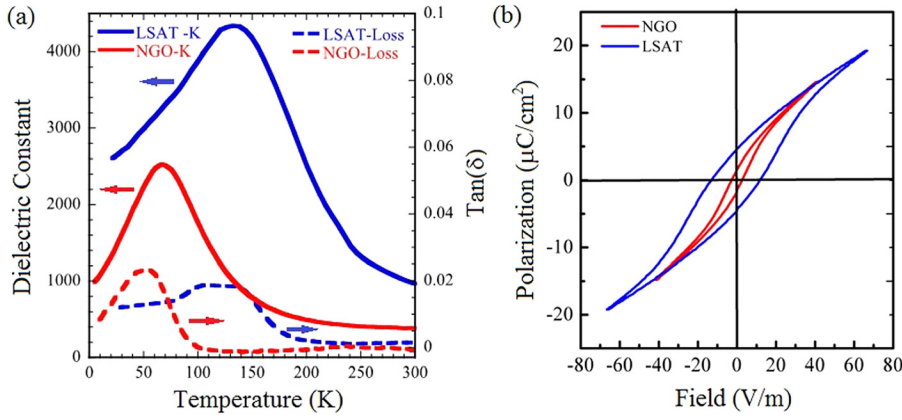 (a)
LSAT -K
NGO-K
LSAT-Loss
NGO-Loss
4000
3000
2000
1000
0
Dielectric Constant
0.1
0.08
0.06
0.04
0.02
0
Tan(δ)
0 50 100 150 200 250 300
Temperature (K)
(b)
NGO
LSAT
20
10
0
-10
-20
Polarization (μC/cm²)
-80 -60 -40 -20 0 20 40 60 80
Field (V/m)